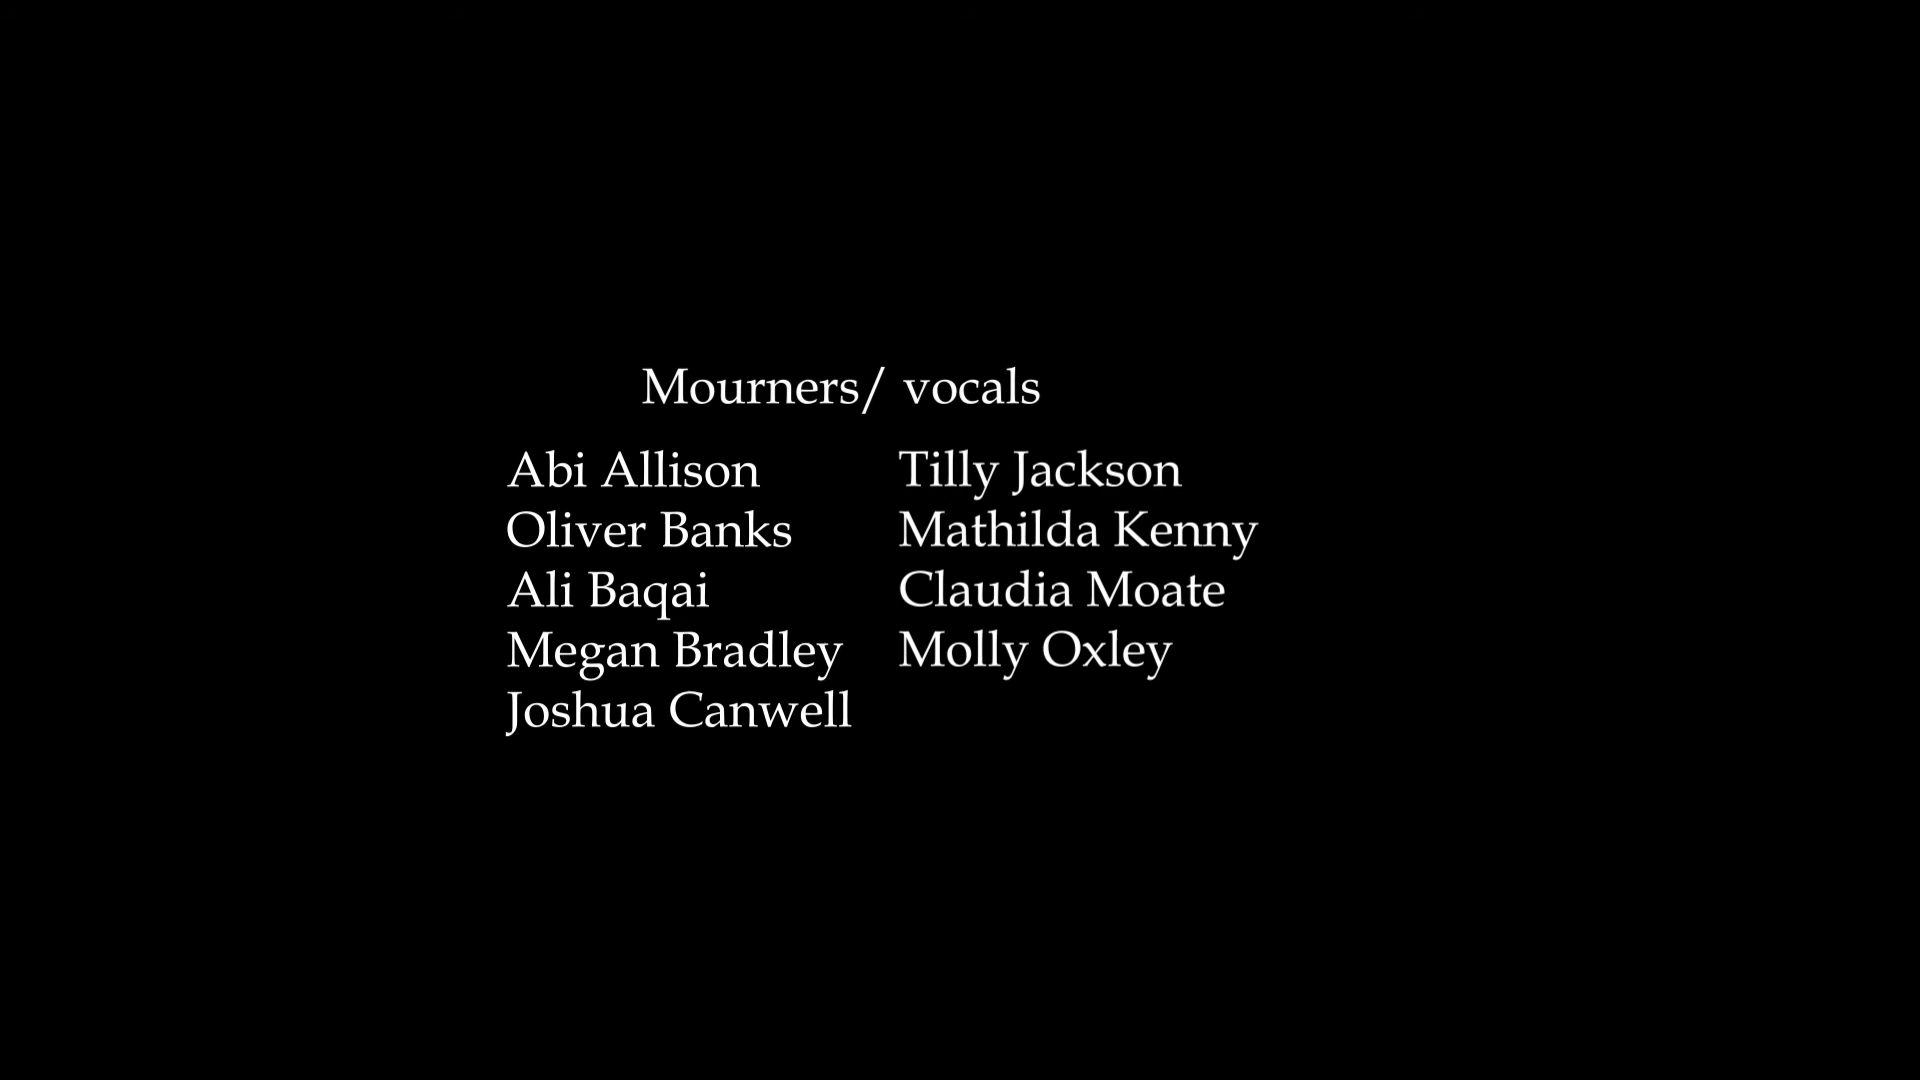 Mourners/ vocals
Abi Allison
Oliver Banks
Ali Baqai
Megan Bradley
Joshua Canwell
Tilly Jackson
Mathilda Kenny
Claudia Moate
Molly Oxley